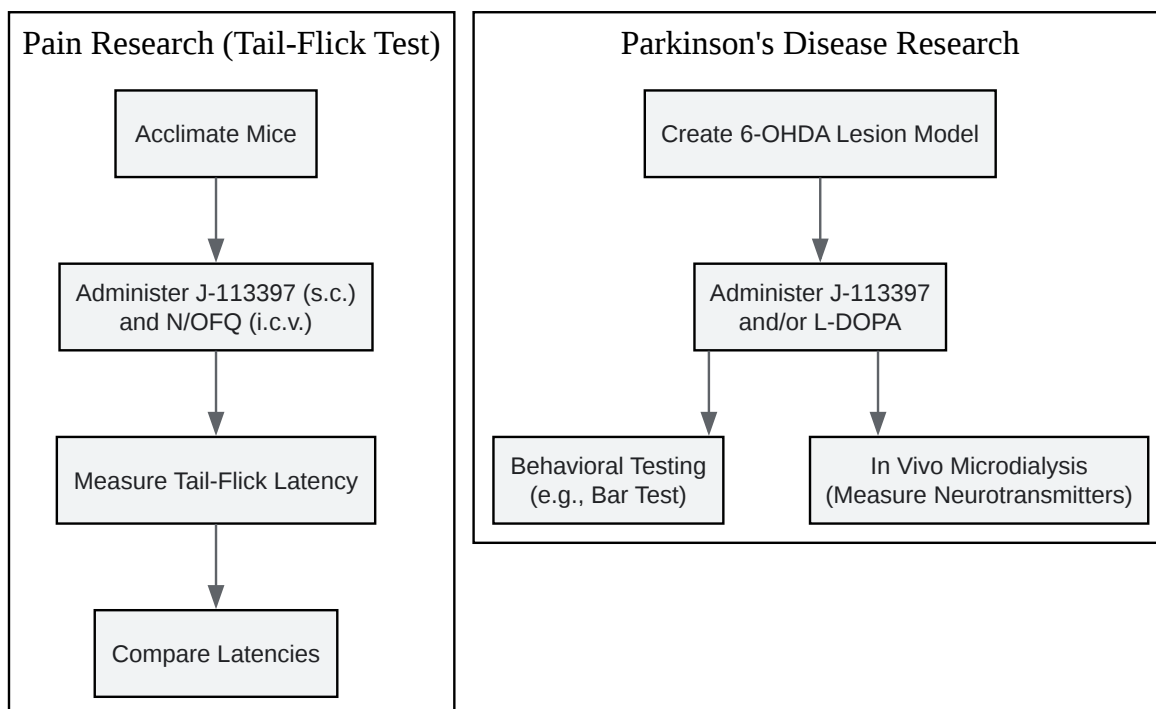 Pain Research (Tail-Flick Test)
Acclimate Mice
Administer J-113397 (s.c.)
and N/OFQ (i.c.v.)
Measure Tail-Flick Latency
Compare Latencies
Parkinson's Disease Research
Create 6-OHDA Lesion Model
Administer J-113397
and/or L-DOPA
Behavioral Testing
(e.g., Bar Test)
In Vivo Microdialysis
(Measure Neurotransmitters)